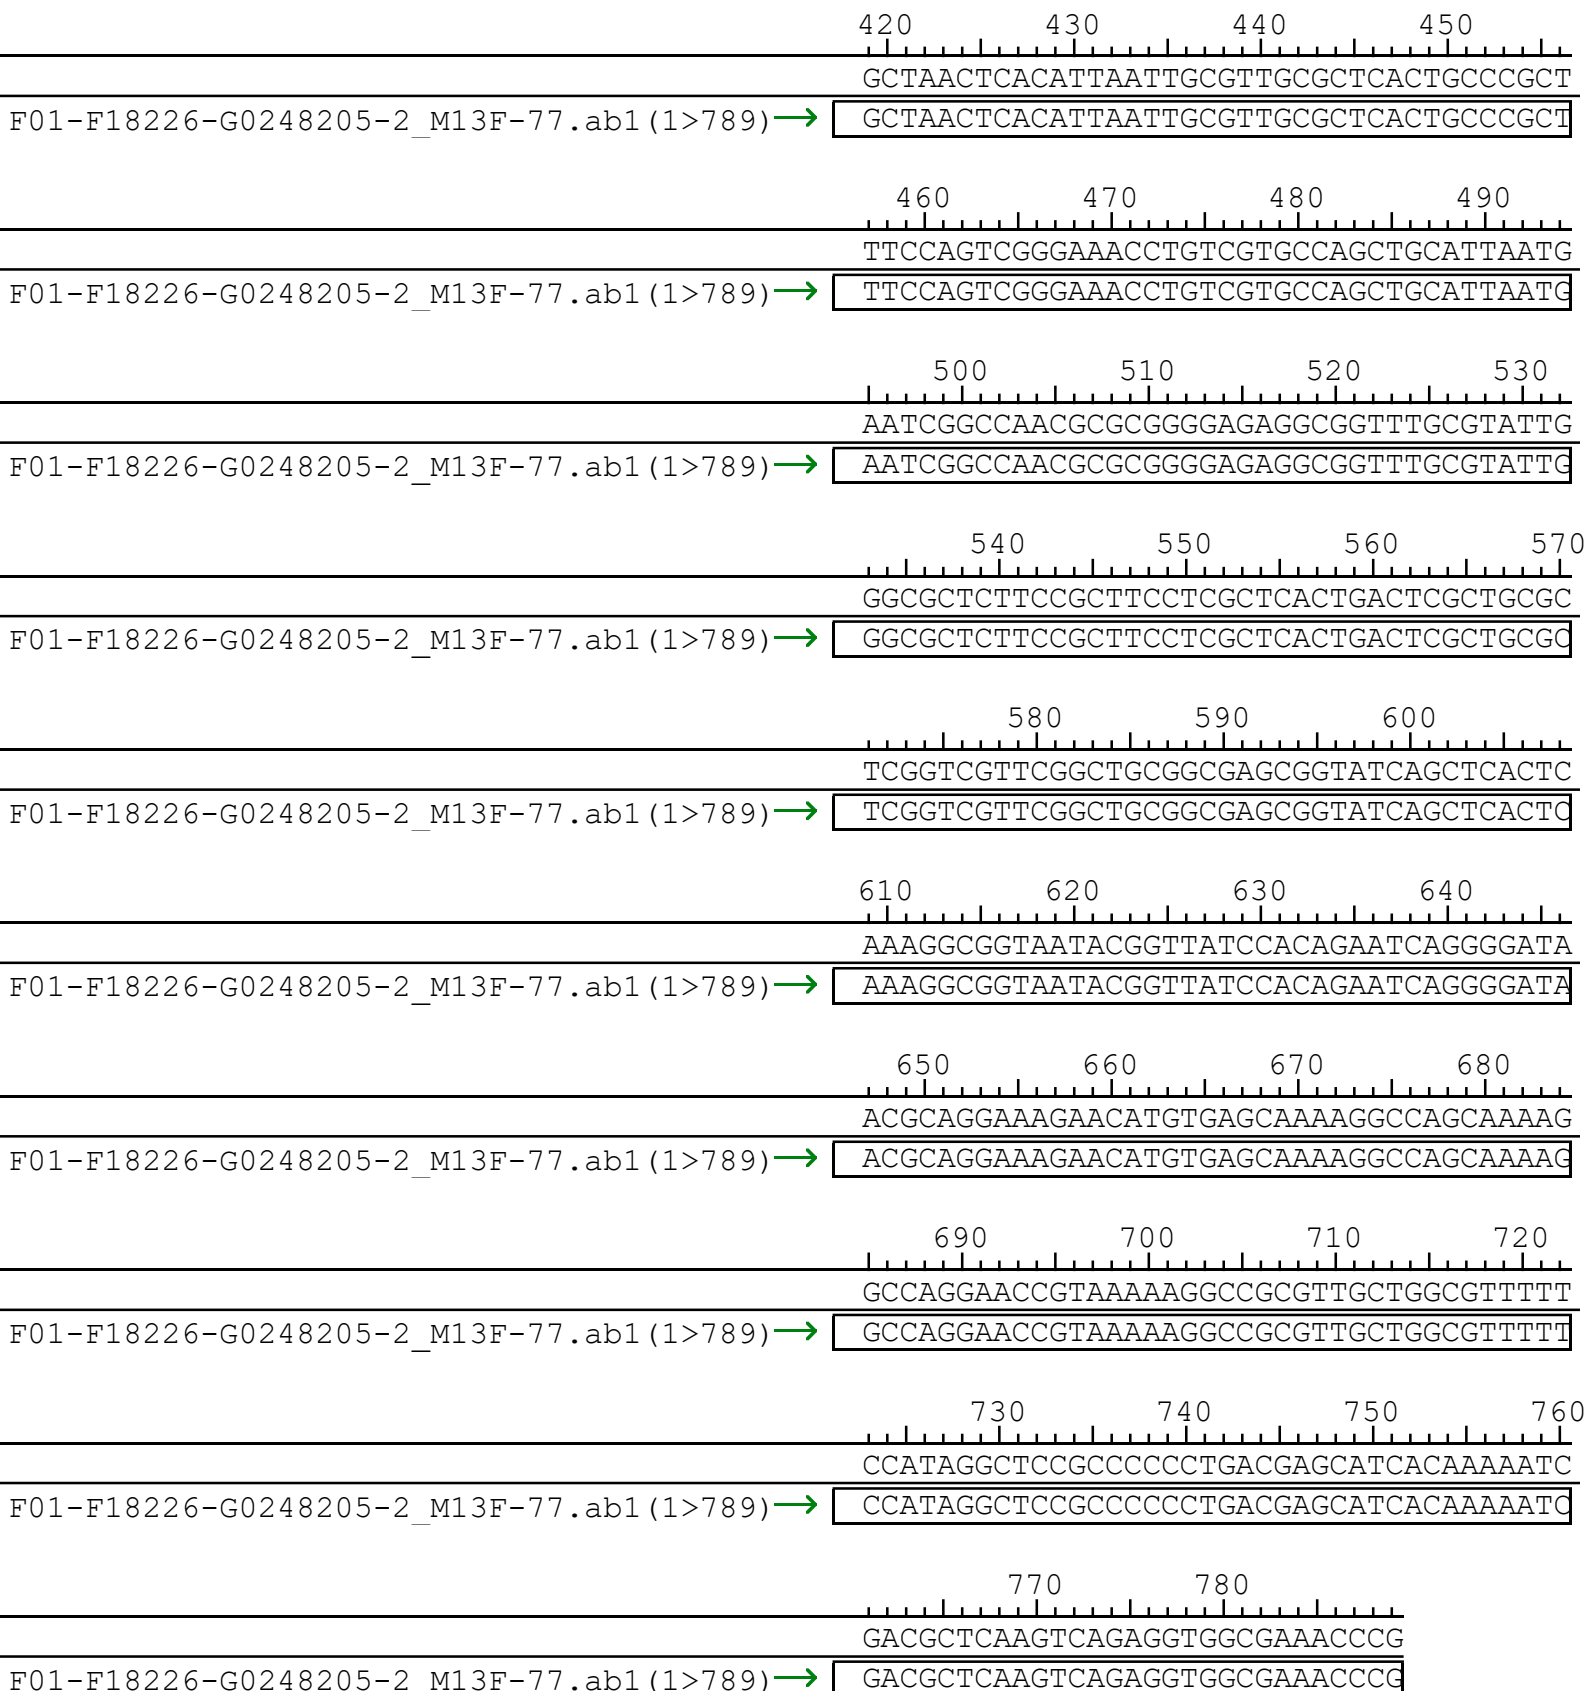 420 430 440 450
GCTAACTCACATTAATTGCGTTGCGCTCACTGCCCGCT
F01-F18226-G0248205-2_M13F-77.ab1(1>789)→ GCTAACTCACATTAATTGCGTTGCGCTCACTGCCCGCT
460 470 480 490
TTCCAGTCGGGAAACCTGTCGTGCCAGCTGCATTAATG
F01-F18226-G0248205-2_M13F-77.ab1(1>789)→ TTCCAGTCGGGAAACCTGTCGTGCCAGCTGCATTAATG
500 510 520 530
AATCGGCCAACGCGCGGGGAGAGGCGGTTTGCGTATTG
F01-F18226-G0248205-2_M13F-77.ab1(1>789)→ AATCGGCCAACGCGCGGGGAGAGGCGGTTTGCGTATTG
540 550 560 570
GGCGCTCTTCCGCTTCCTCGCTCACTGACTCGCTGCGC
F01-F18226-G0248205-2_M13F-77.ab1(1>789)→ GGCGCTCTTCCGCTTCCTCGCTCACTGACTCGCTGCGC
580 590 600
TCGGTCGTTCGGCTGCGGCGAGCGGTATCAGCTCACTC
F01-F18226-G0248205-2_M13F-77.ab1(1>789)→ TCGGTCGTTCGGCTGCGGCGAGCGGTATCAGCTCACTC
610 620 630 640
AAAGGCGGTAATACGGTTATCCACAGAATCAGGGGATA
F01-F18226-G0248205-2_M13F-77.ab1(1>789)→ AAAGGCGGTAATACGGTTATCCACAGAATCAGGGGATA
650 660 670 680
ACGCAGGAAAGAACATGTGAGCAAAAGGCCAGCAAAAG
F01-F18226-G0248205-2_M13F-77.ab1(1>789)→ ACGCAGGAAAGAACATGTGAGCAAAAGGCCAGCAAAAG
690 700 710 720
GCCAGGAACCGTAAAAAGGCCGCGTTGCTGGCGTTTTT
F01-F18226-G0248205-2_M13F-77.ab1(1>789)→ GCCAGGAACCGTAAAAAGGCCGCGTTGCTGGCGTTTTT
730 740 750 760
CCATAGGCTCCGCCCCCCTGACGAGCATCACAAAAATC
F01-F18226-G0248205-2_M13F-77.ab1(1>789)→ CCATAGGCTCCGCCCCCCTGACGAGCATCACAAAAATC
770 780
GACGCTCAAGTCAGAGGTGGCGAAACCCG
F01-F18226-G0248205-2_M13F-77.ab1(1>789)→ GACGCTCAAGTCAGAGGTGGCGAAACCCG